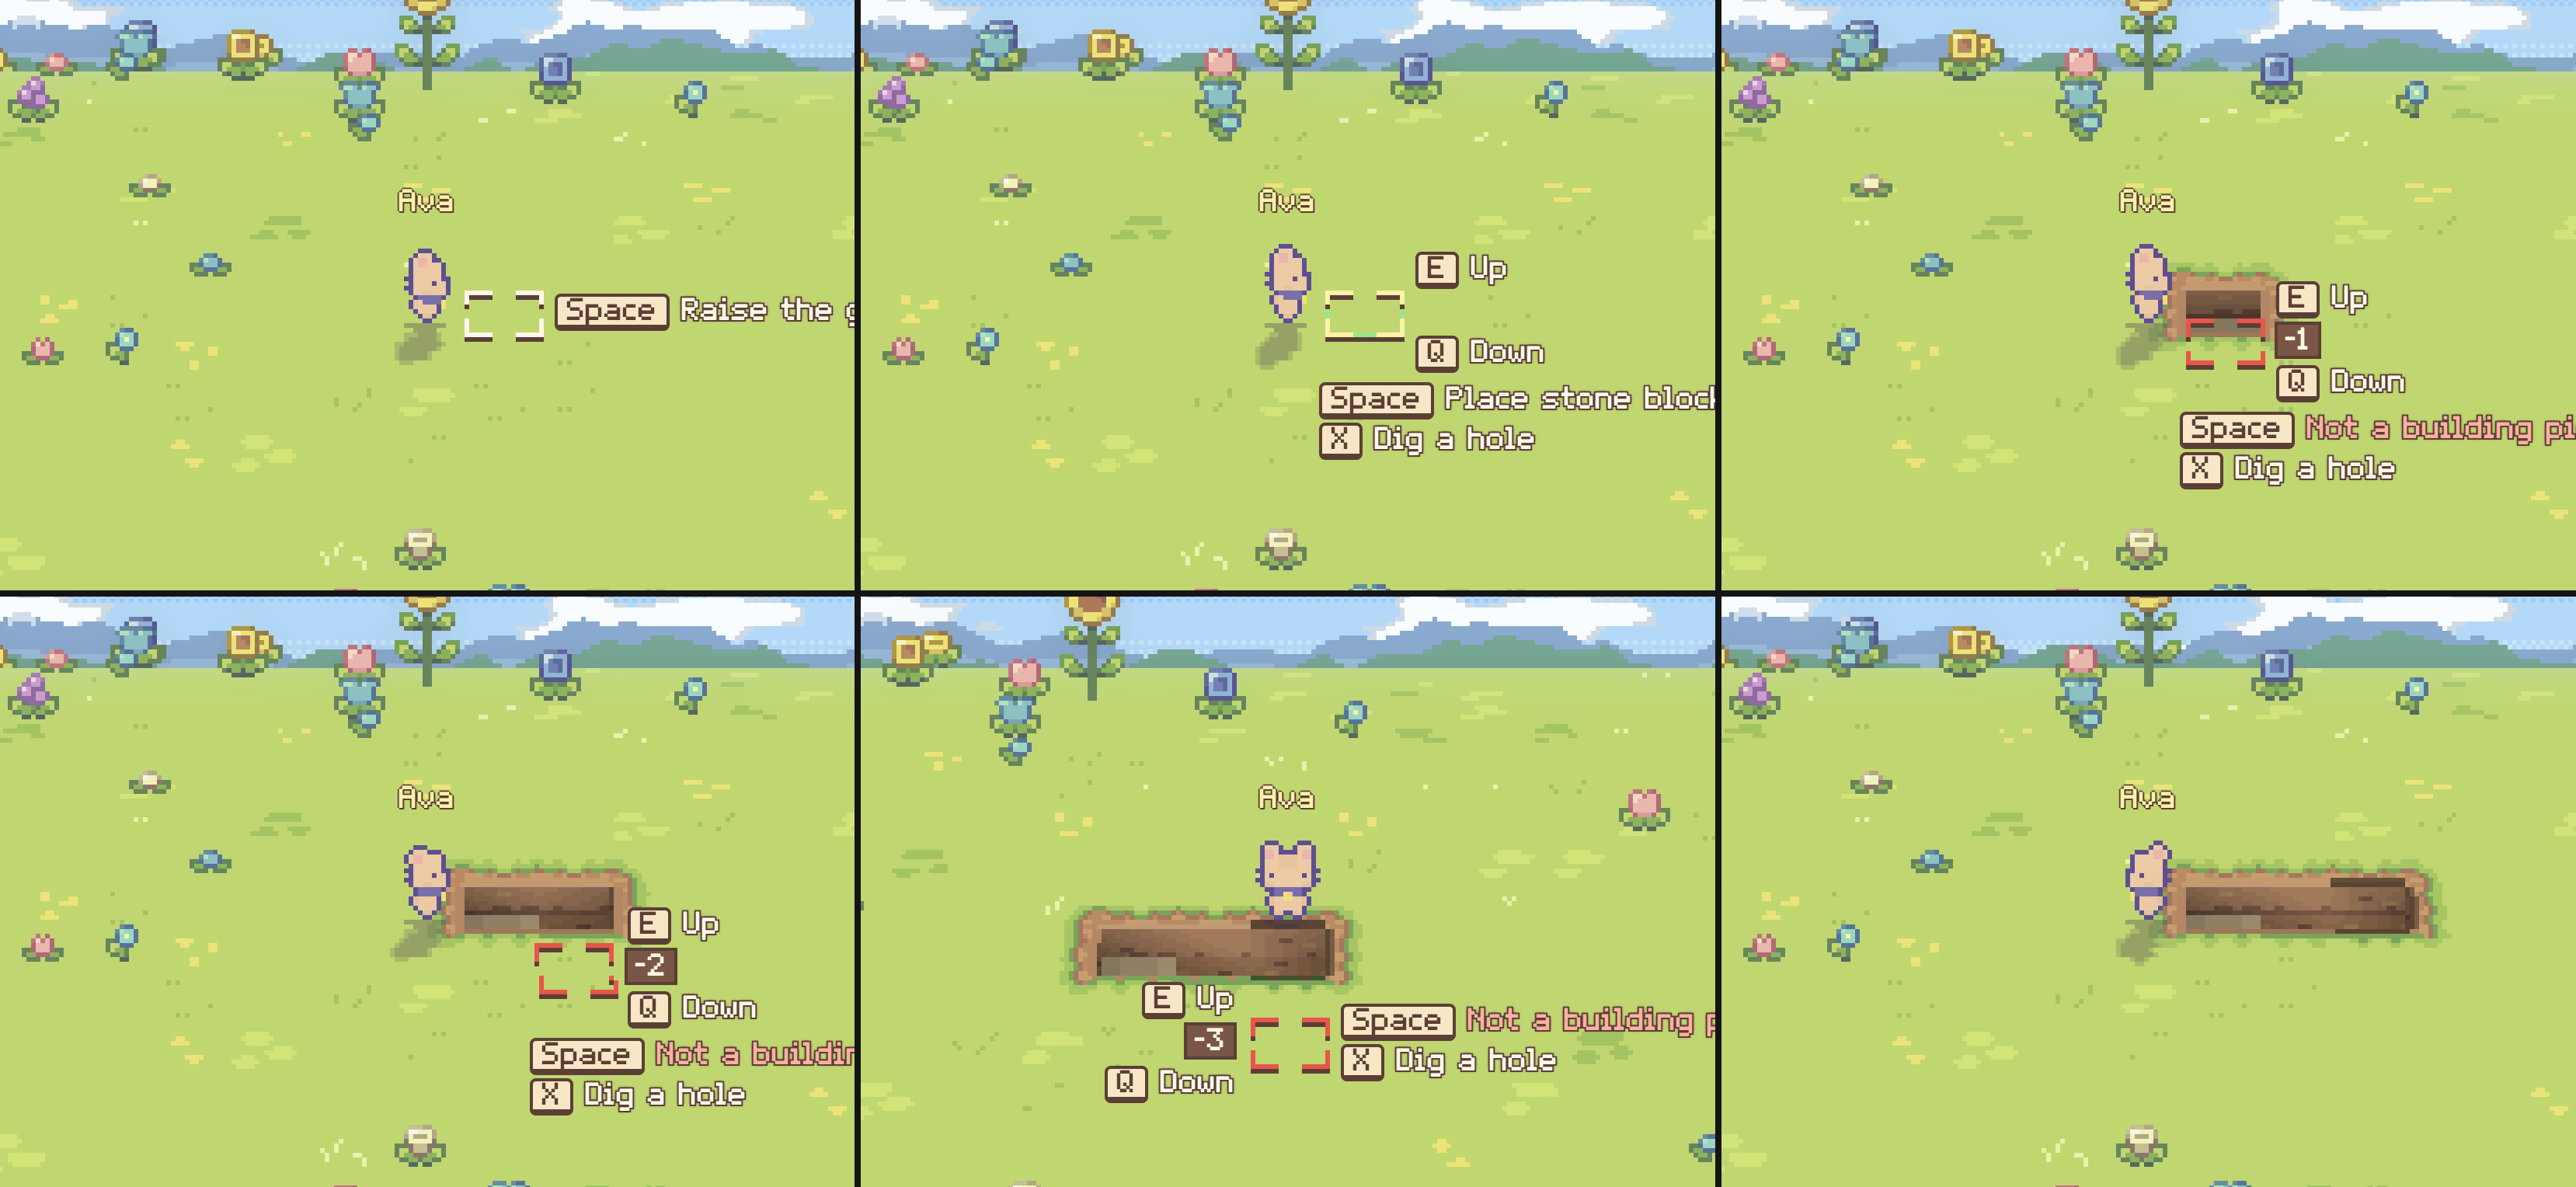 Ava
Space Raise the g
Ava
E Up
Q Down
Space Place stone block
X Dig a hole
Ava
E Up
-1
Q Down
Space Not a building pi
X Dig a hole
Ava
E Up
-2
Q Down
Space Not a buildin
X Dig a hole
Ava
E Up
Space Not a building p
-3
X Dig a hole
Q Down
Ava